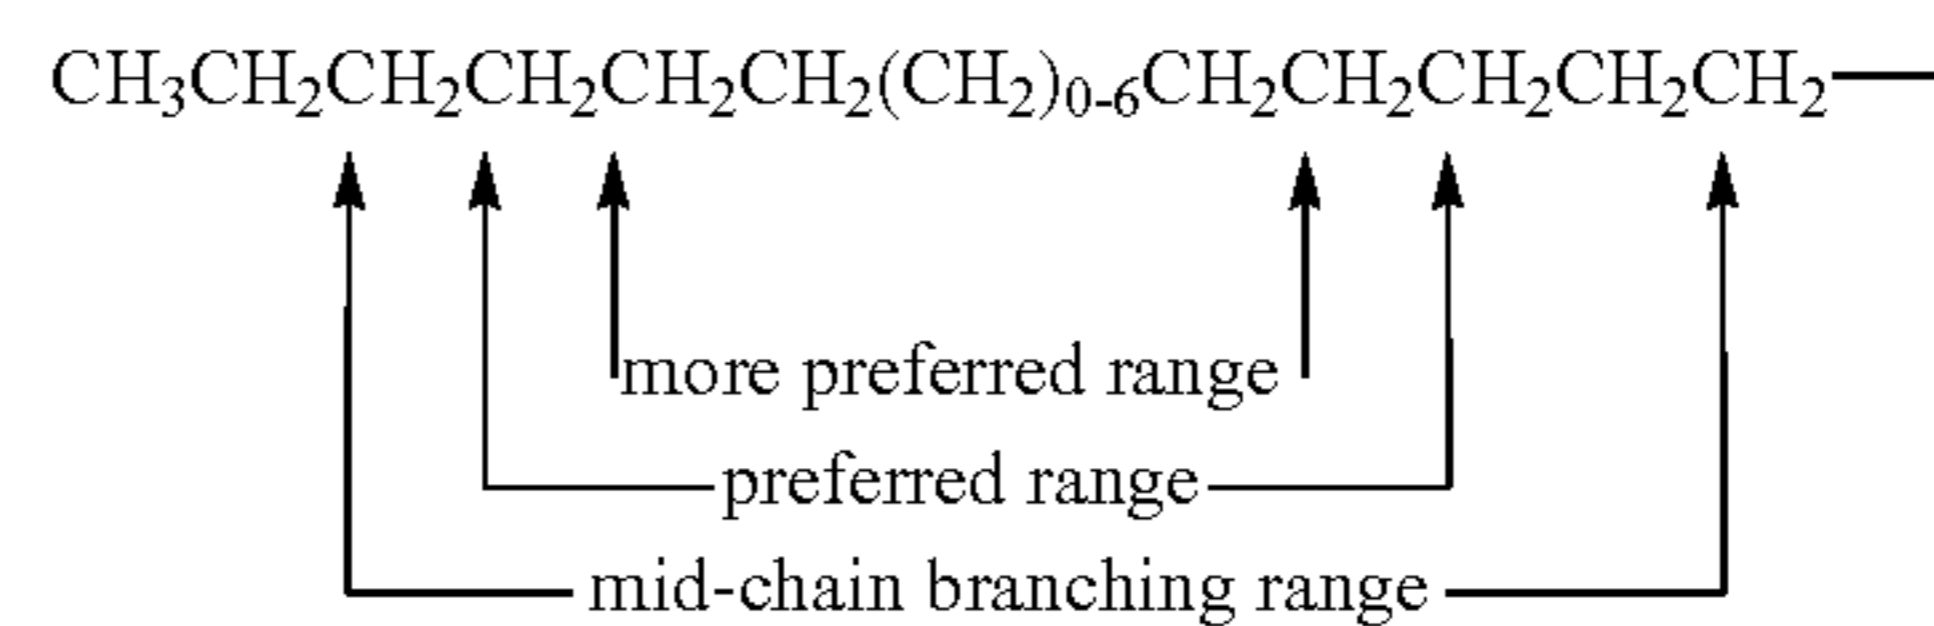 CH₃CH₂CH₂CH₂CH₂CH₂(CH₂)₀₋₆CH₂CH₂CH₂CH₂CH₂
more preferred range
preferred range
mid-chain branching range